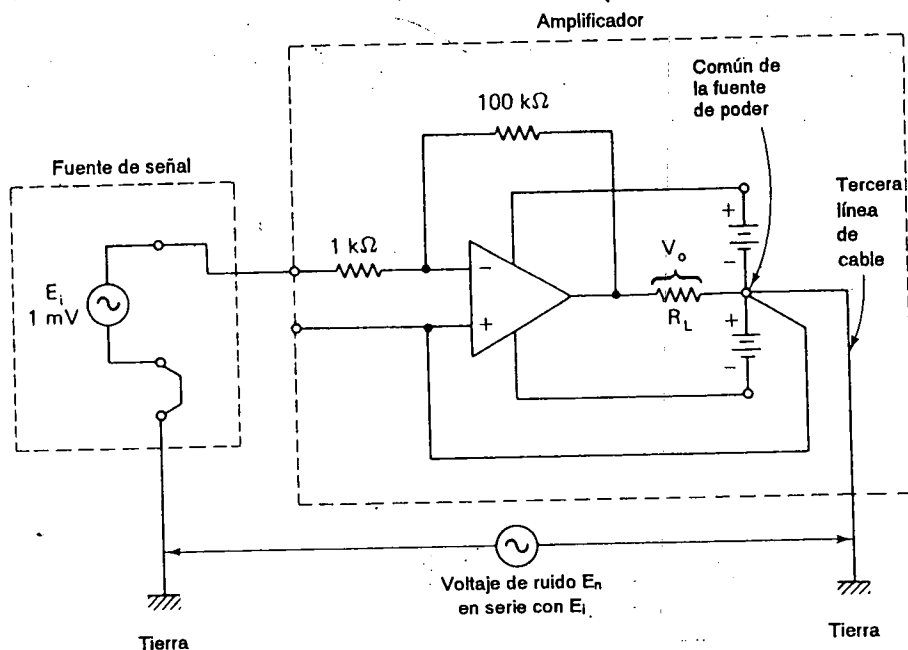 Amplificador
Común de
la fuente
de poder
100 kΩ
Fuente de señal
Tercera
línea
de
cable
+
1 kΩ
−
Vo
−
Ei
1 mV
+
RL
+
−
Voltaje de ruido En
en serie con Ei
Tierra
Tierra